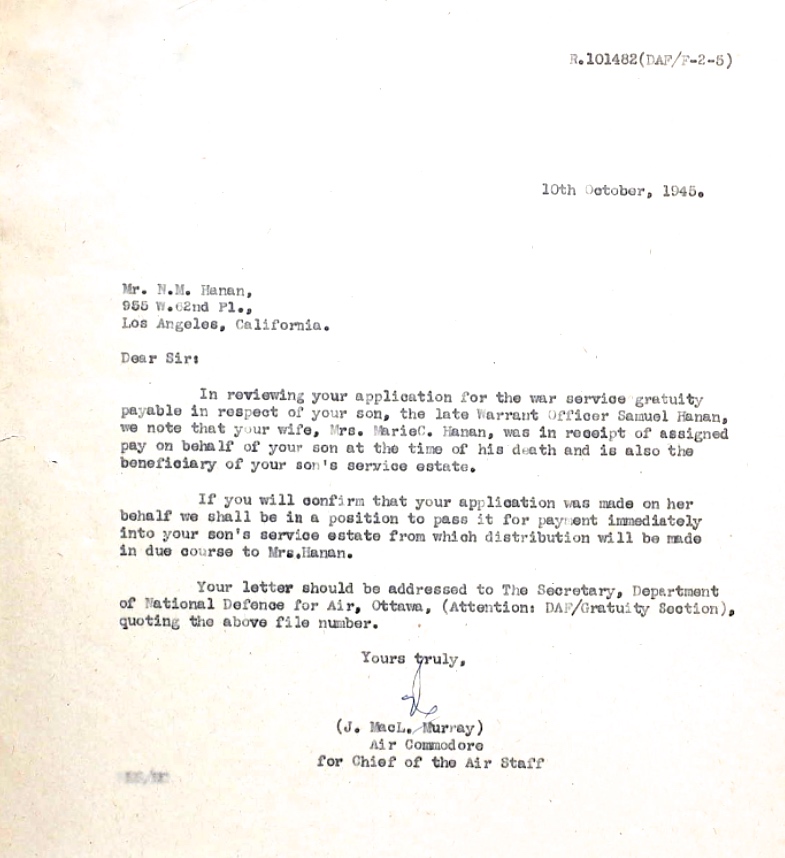 R.101482(DAF/F-2-5)
10th October, 1945.
Mr. N.M. Hanan,
955 W.62nd Pl.,
Los Angeles, California.
Dear Sir:
In reviewing your application for the war service gratuity
payable in respect of your son, the late Warrant Officer Samuel Hanan,
we note that your wife, Mrs. MarieC. Hanan, was in receipt of assigned
pay on behalf of your son at the time of his death and is also the
beneficiary of your son's service estate.
If you will confirm that your application was made on her
behalf we shall be in a position to pass it for payment immediately
into your son's service estate from which distribution will be made
in due course to Mrs.Hanan.
Your letter should be addressed to The Secretary, Department
of National Defence for Air, Ottawa, (Attention: DAF/Gratuity Section),
quoting the above file number.
Yours truly,
(J. MacL. Murray)
Air Commodore
for Chief of the Air Staff